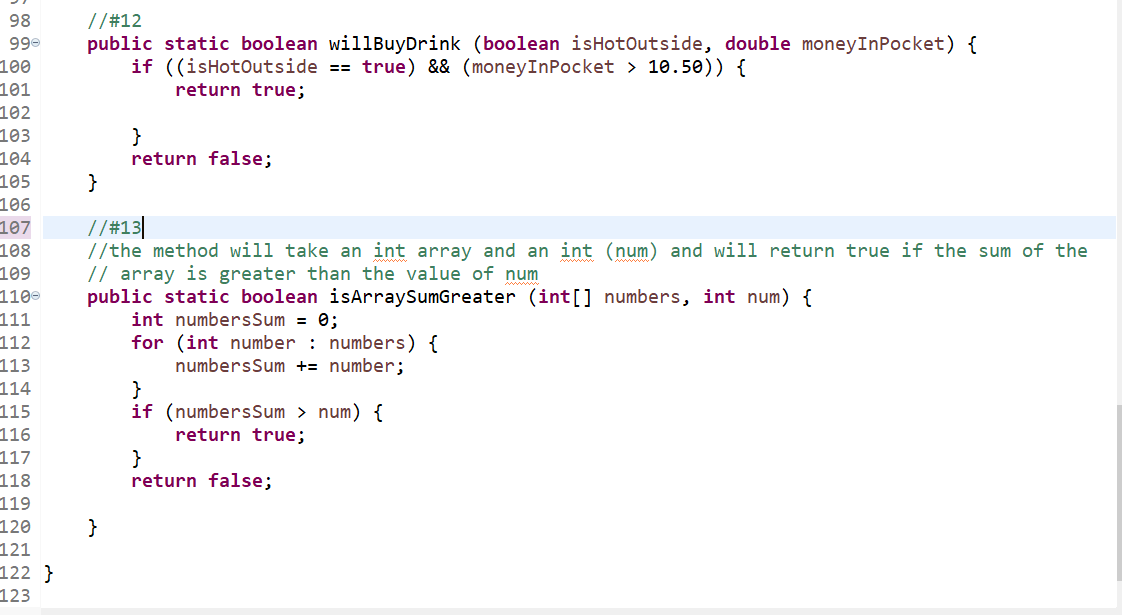 98 //#12
99 public static boolean willBuyDrink (boolean isHotOutside, double moneyInPocket) {
100 if ((isHotOutside == true) && (moneyInPocket > 10.50)) {
101 return true;
102
103 }
104 return false;
105 }
106
107 //#13
108 //the method will take an int array and an int (num) and will return true if the sum of the
109 // array is greater than the value of num
110 public static boolean isArraySumGreater (int[] numbers, int num) {
111 int numbersSum = 0;
112 for (int number : numbers) {
113 numbersSum += number;
114 }
115 if (numbersSum > num) {
116 return true;
117 }
118 return false;
119
120 }
121
122 }
123